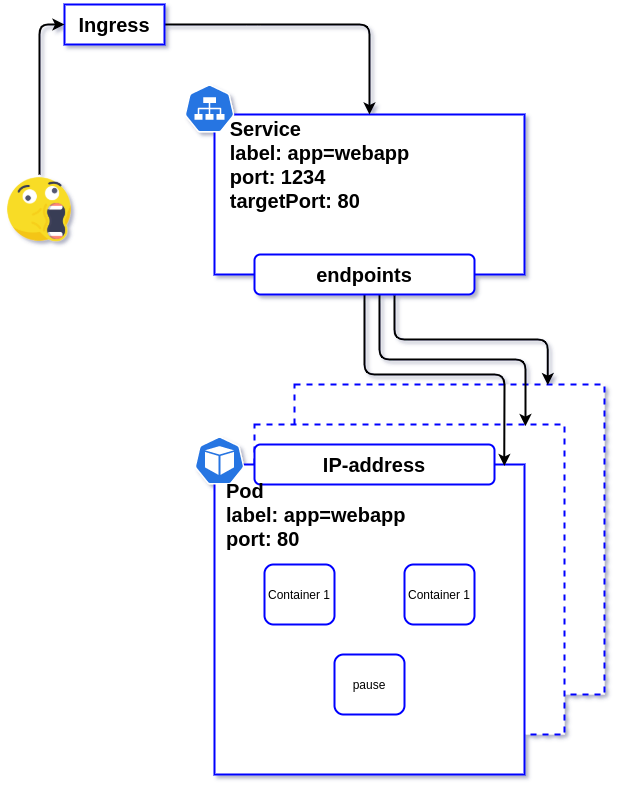 Ingress
Service
label: app=webapp
port: 1234
targetPort: 80
endpoints
IP-address
Pod
label: app=webapp
port: 80
Container 1
Container 1
pause